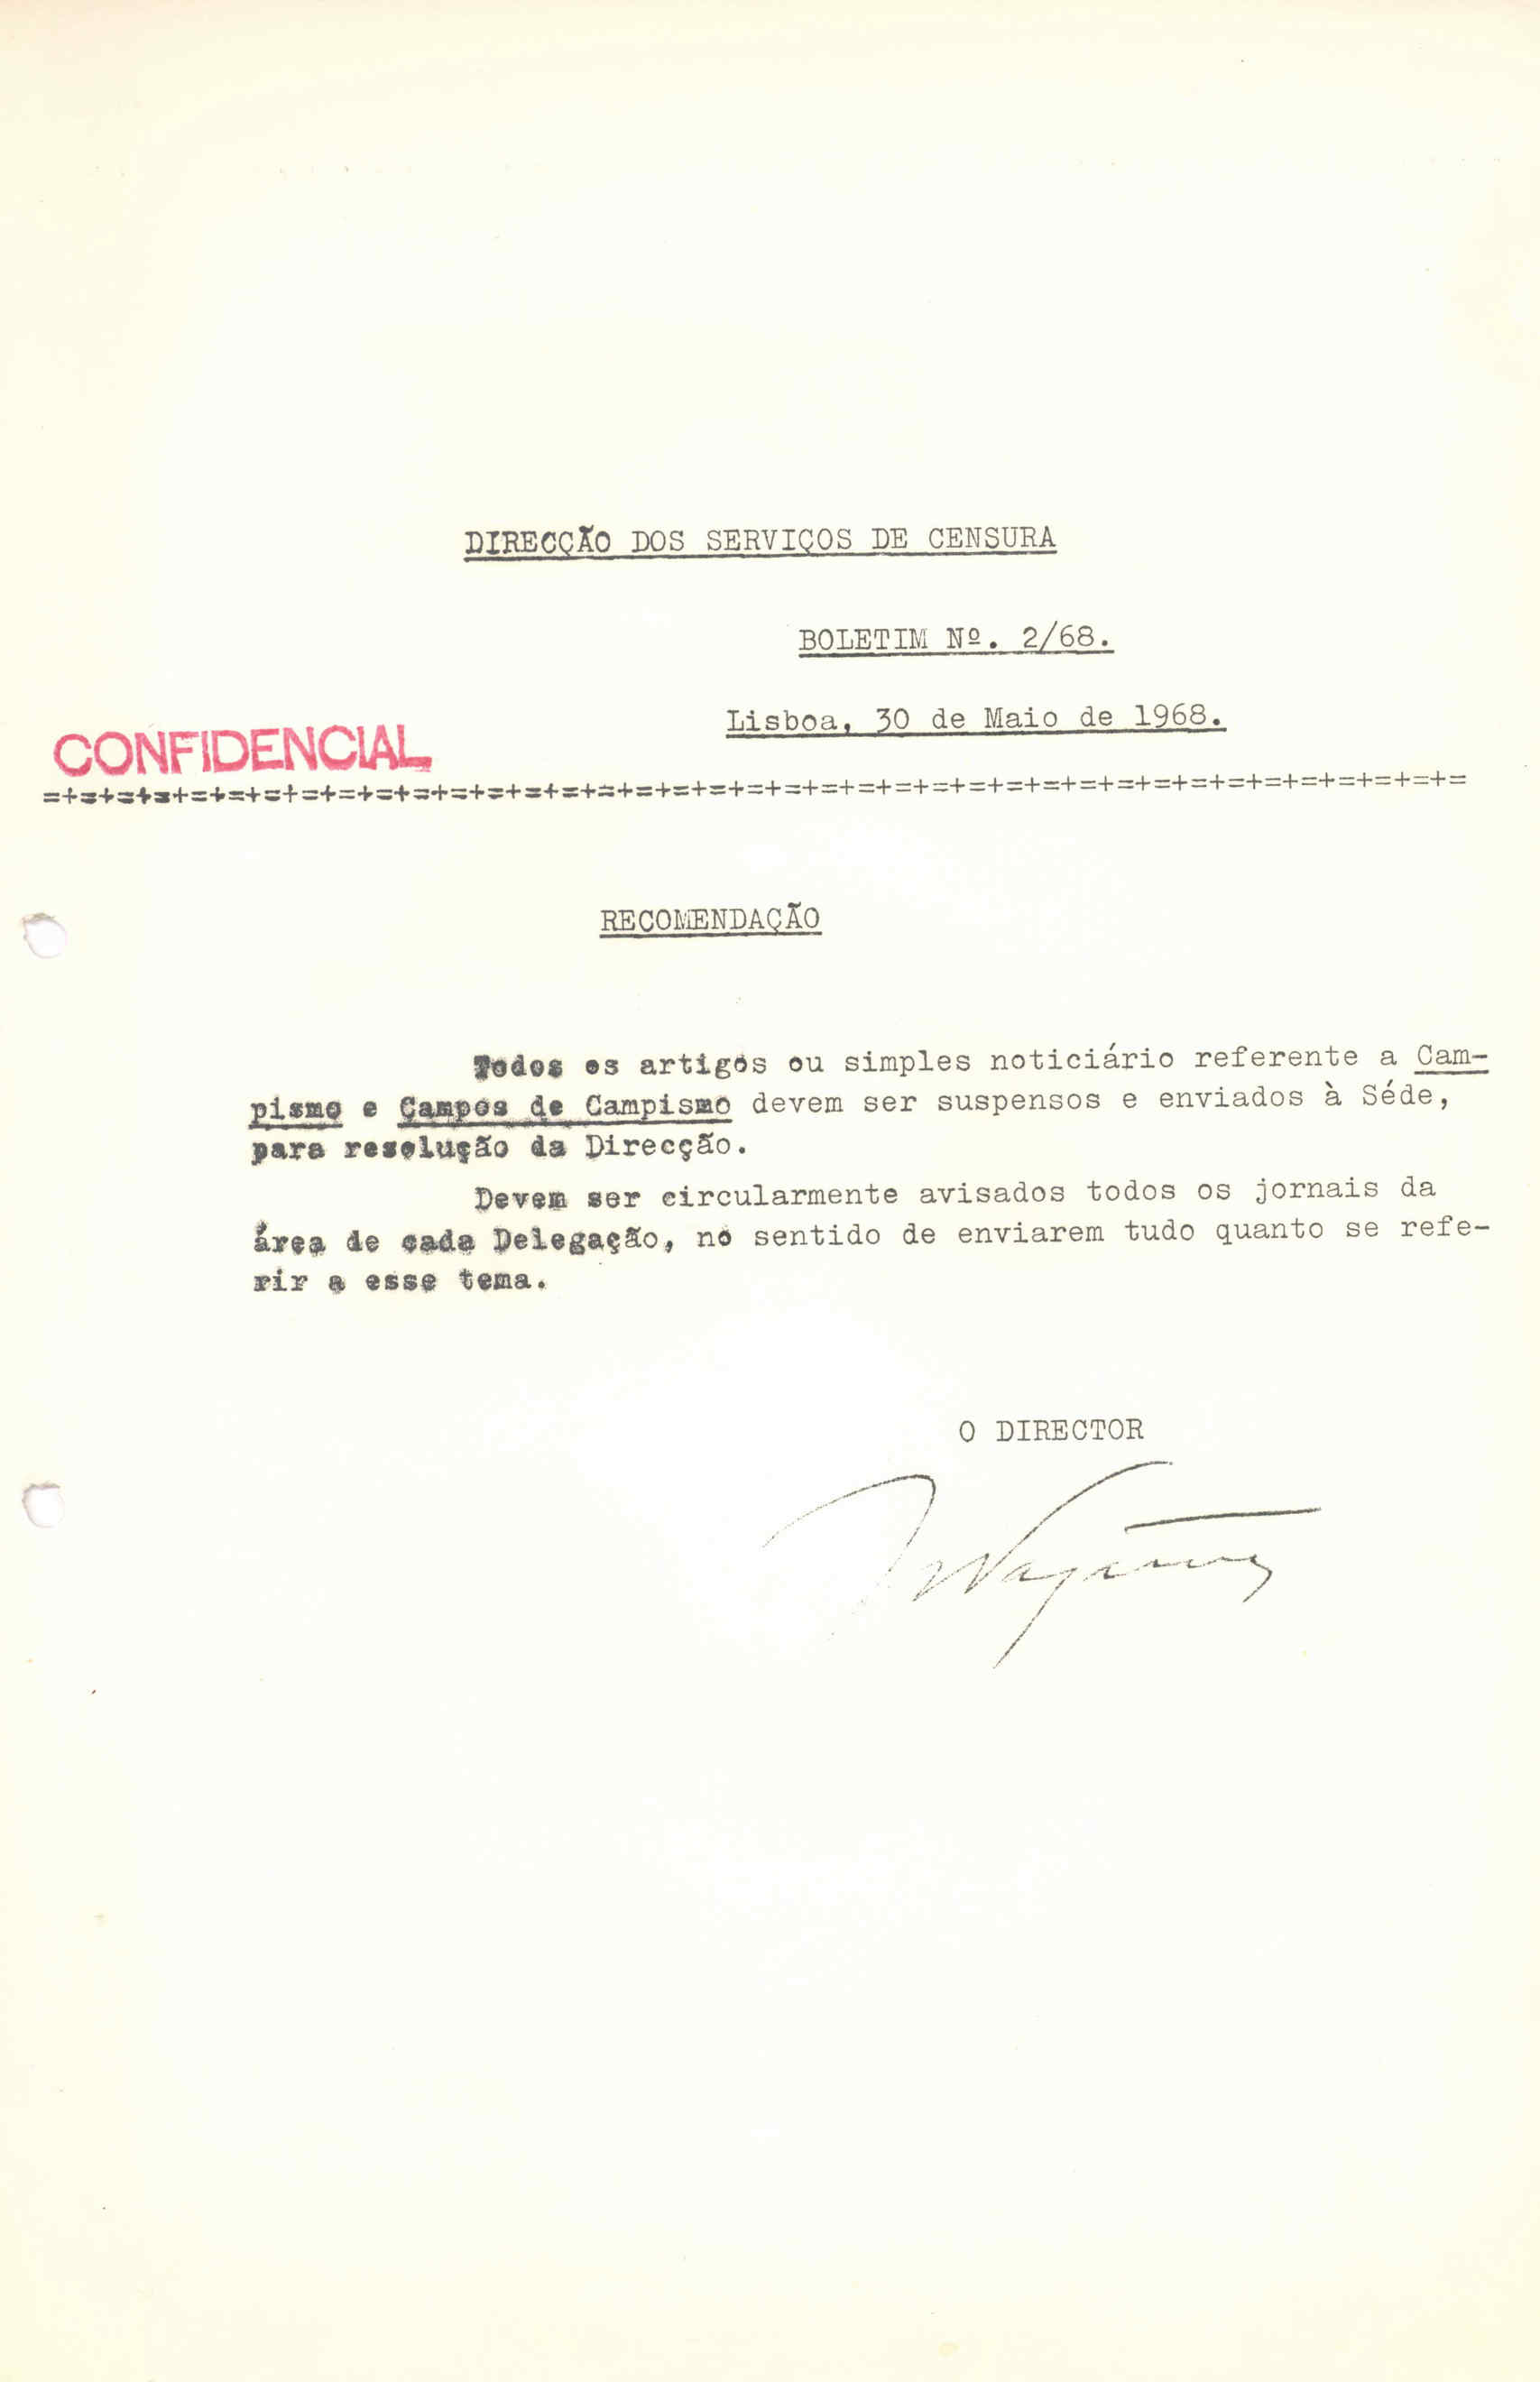 DIRECÇÃO DOS SERVIÇOS DE CENSURA
BOLETIM Nº. 2/68.
Lisboa, 30 de Maio de 1968.
CONFIDENCIAL
=+=+=+=+=+=+=+=+=+=+=+=+=+=+=+=+=+=+=+=+=+=+=+=+=+=+=+=+=+=+=+=+=+=+=+=+=+=+=
RECOMENDAÇÃO
Todos os artigos ou simples noticiário referente a Cam-
pismo e Campos de Campismo devem ser suspensos e enviados à Séde,
para resolução da Direcção.
Devem ser circularmente avisados todos os jornais da
área de cada Delegação, no sentido de enviarem tudo quanto se refe-
rir a esse tema.
O DIRECTOR